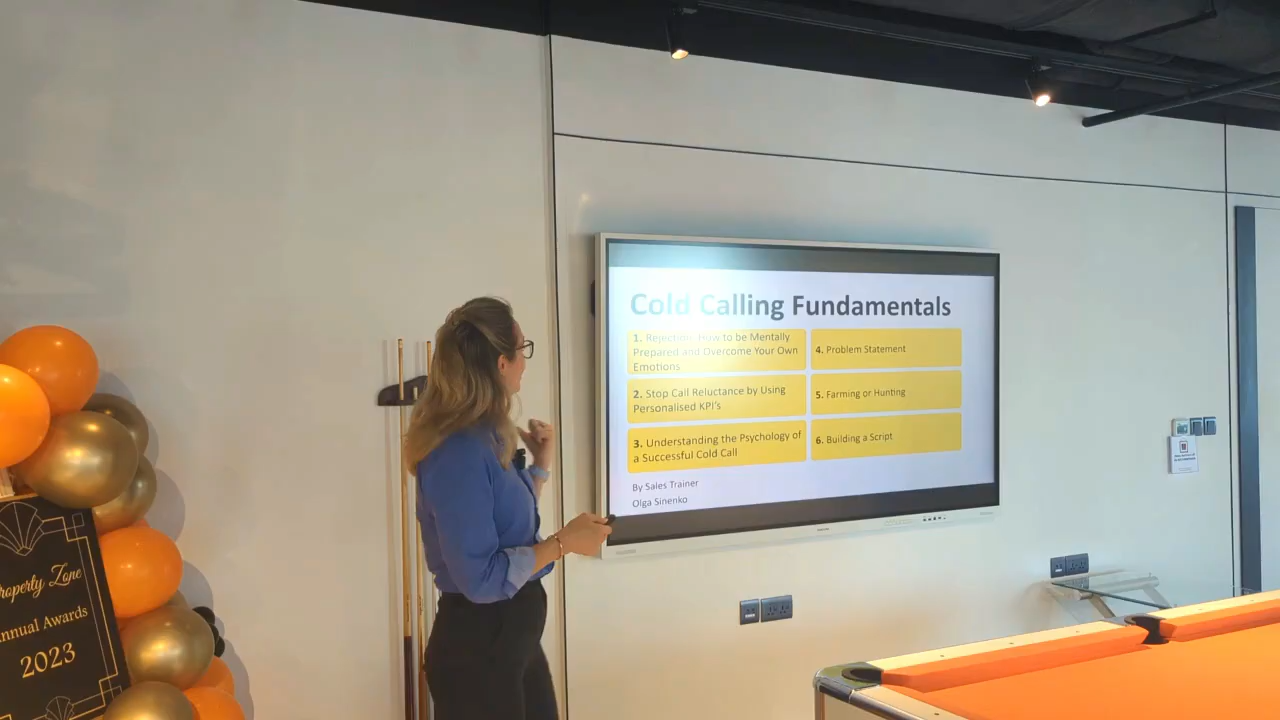 Cold Calling Fundamentals
1. Rejection: How to be Mentally
Prepared and Overcome Your Own
Emotions
2. Stop Call Reluctance by Using
Personalised KPI's
3. Understanding the Psychology of
a Successful Cold Call
4. Problem Statement
5. Farming or Hunting
6. Building a Script
By Sales Trainer
Olga Sinenko
roperty Zone
nnual Awards
2023